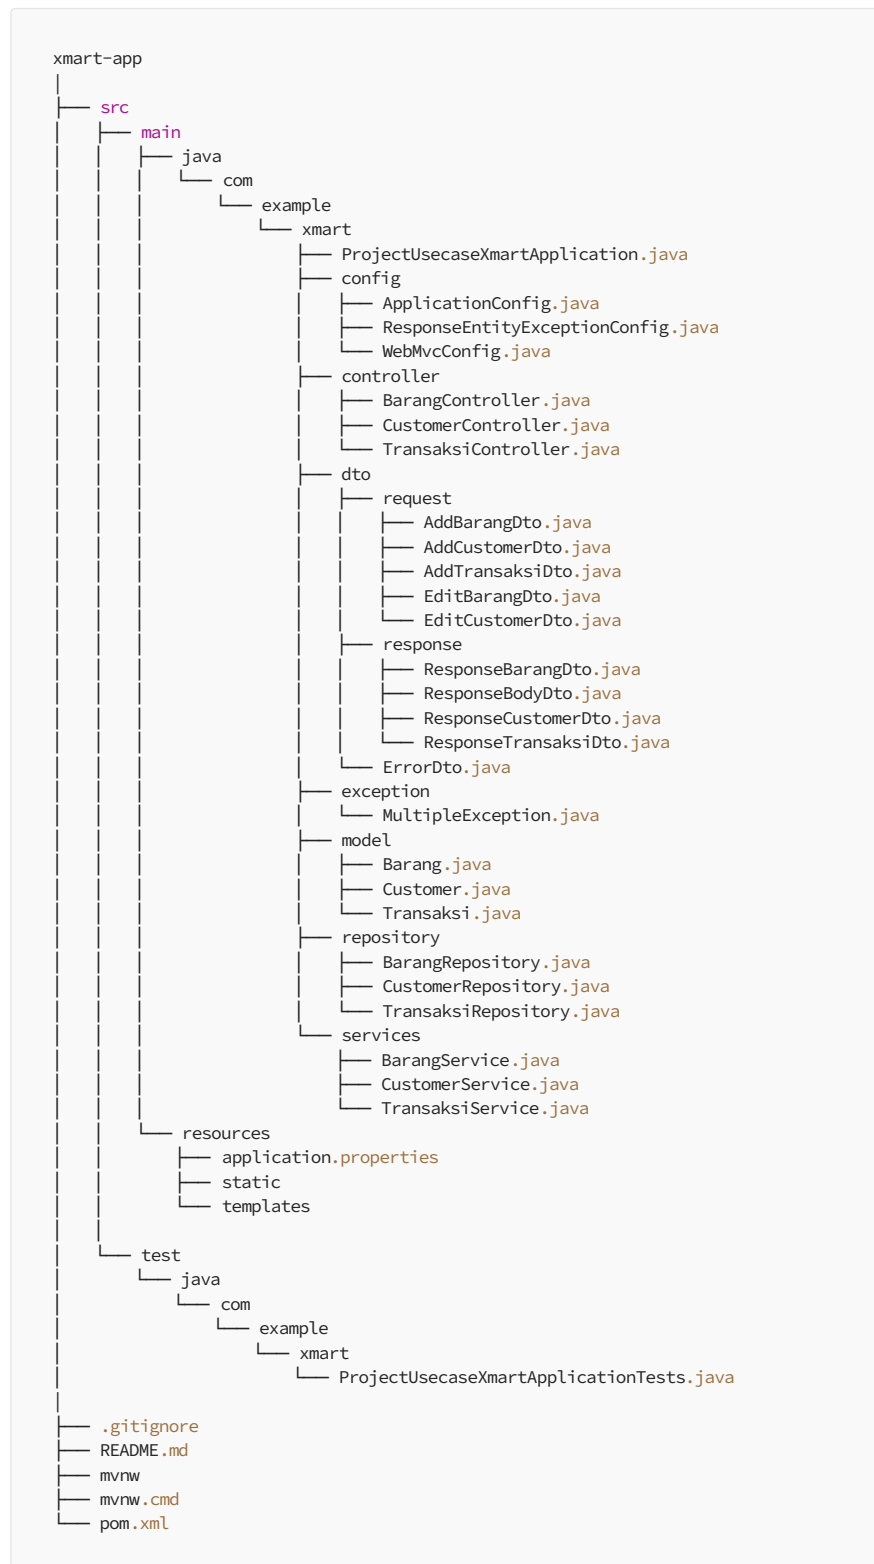 xmart-app
│
├── src
│   ├── main
│   │   ├── java
│   │   │   └── com
│   │   │       └── example
│   │   │           └── xmart
│   │   │               ├── ProjectUsecaseXmartApplication.java
│   │   │               ├── config
│   │   │               │   ├── ApplicationConfig.java
│   │   │               │   ├── ResponseEntityExceptionConfig.java
│   │   │               │   └── WebMvcConfig.java
│   │   │               ├── controller
│   │   │               │   ├── BarangController.java
│   │   │               │   ├── CustomerController.java
│   │   │               │   └── TransaksiController.java
│   │   │               ├── dto
│   │   │               │   ├── request
│   │   │               │   │   ├── AddBarangDto.java
│   │   │               │   │   ├── AddCustomerDto.java
│   │   │               │   │   ├── AddTransaksiDto.java
│   │   │               │   │   ├── EditBarangDto.java
│   │   │               │   │   └── EditCustomerDto.java
│   │   │               │   ├── response
│   │   │               │   │   ├── ResponseBarangDto.java
│   │   │               │   │   ├── ResponseBodyDto.java
│   │   │               │   │   ├── ResponseCustomerDto.java
│   │   │               │   │   └── ResponseTransaksiDto.java
│   │   │               │   └── ErrorDto.java
│   │   │               ├── exception
│   │   │               │   └── MultipleException.java
│   │   │               ├── model
│   │   │               │   ├── Barang.java
│   │   │               │   ├── Customer.java
│   │   │               │   └── Transaksi.java
│   │   │               ├── repository
│   │   │               │   ├── BarangRepository.java
│   │   │               │   ├── CustomerRepository.java
│   │   │               │   └── TransaksiRepository.java
│   │   │               └── services
│   │   │                   ├── BarangService.java
│   │   │                   ├── CustomerService.java
│   │   │                   └── TransaksiService.java
│   │   └── resources
│   │       ├── application.properties
│   │       ├── static
│   │       └── templates
│   │
│   └── test
│       └── java
│           └── com
│               └── example
│                   └── xmart
│                       └── ProjectUsecaseXmartApplicationTests.java
│
├── .gitignore
├── README.md
├── mvnw
├── mvnw.cmd
└── pom.xml